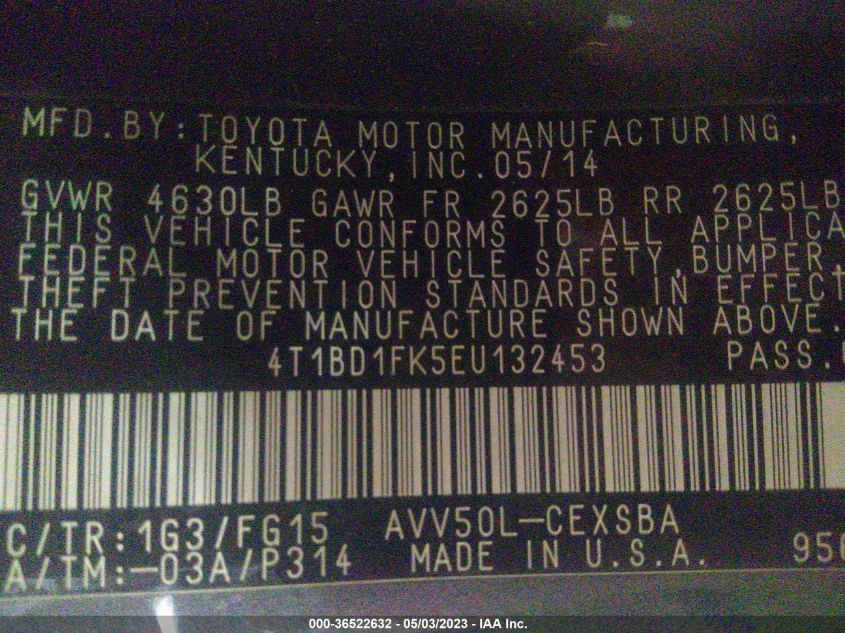 MFD.BY:TOYOTA MOTOR MANUFACTURING,
KENTUCKY,INC.05/14
GVWR 4630LB GAWR FR 2625LB RR 2625LB
THIS VEHICLE CONFORMS TO ALL APPLICA
FEDERAL MOTOR VEHICLE SAFETY,BUMPER,
THEFT PREVENTION STANDARDS IN EFFECT
THE DATE OF MANUFACTURE SHOWN ABOVE.
4T1BD1FK5EU132453 PASS.
C/TR:1G3/FG15 AVV50L-CEXSBA
A/TM:-03A/P314 MADE IN U.S.A. 950
000-36522632 - 05/03/2023 - IAA Inc.